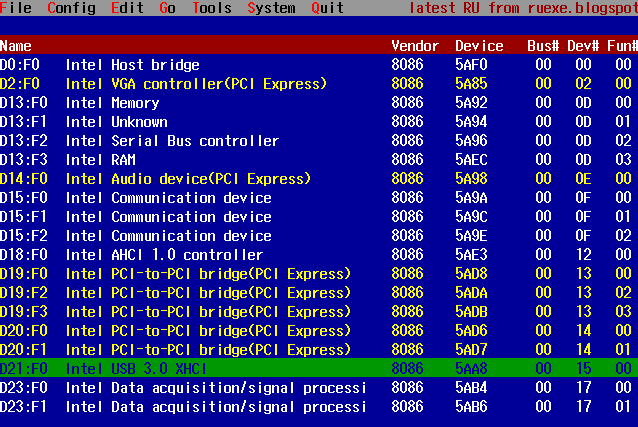 File Config Edit Go Tools System Quit latest RU from ruexe.blogspot
Name Vendor Device Bus# Dev# Fun#
D0:F0 Intel Host bridge 8086 5AF0 00 00 00
D2:F0 Intel VGA controller(PCI Express) 8086 5A85 00 02 00
D13:F0 Intel Memory 8086 5A92 00 0D 00
D13:F1 Intel Unknown 8086 5A94 00 0D 01
D13:F2 Intel Serial Bus controller 8086 5A96 00 0D 02
D13:F3 Intel RAM 8086 5AEC 00 0D 03
D14:F0 Intel Audio device(PCI Express) 8086 5A98 00 0E 00
D15:F0 Intel Communication device 8086 5A9A 00 0F 00
D15:F1 Intel Communication device 8086 5A9C 00 0F 01
D15:F2 Intel Communication device 8086 5A9E 00 0F 02
D18:F0 Intel AHCI 1.0 controller 8086 5AE3 00 12 00
D19:F0 Intel PCI-to-PCI bridge(PCI Express) 8086 5AD8 00 13 00
D19:F2 Intel PCI-to-PCI bridge(PCI Express) 8086 5ADA 00 13 02
D19:F3 Intel PCI-to-PCI bridge(PCI Express) 8086 5ADB 00 13 03
D20:F0 Intel PCI-to-PCI bridge(PCI Express) 8086 5AD6 00 14 00
D20:F1 Intel PCI-to-PCI bridge(PCI Express) 8086 5AD7 00 14 01
D21:F0 Intel USB 3.0 XHCI 8086 5AA8 00 15 00
D23:F0 Intel Data acquisition/signal processi 8086 5AB4 00 17 00
D23:F1 Intel Data acquisition/signal processi 8086 5AB6 00 17 01